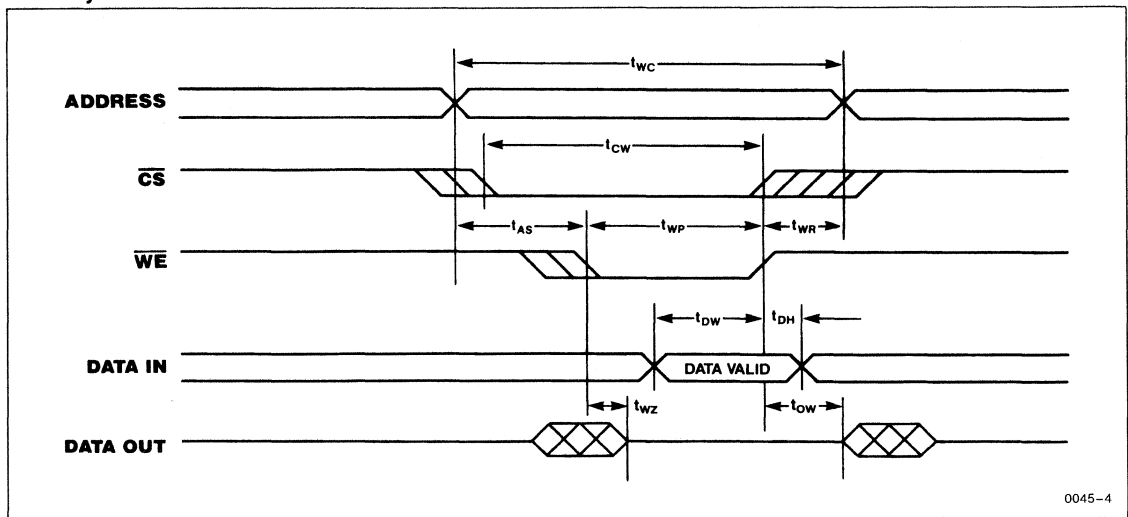 tWC
ADDRESS
tCW
CS
tAS
tWP
tWR
WE
tDW
tDH
DATA IN
DATA VALID
tWZ
tOW
DATA OUT
0045-4